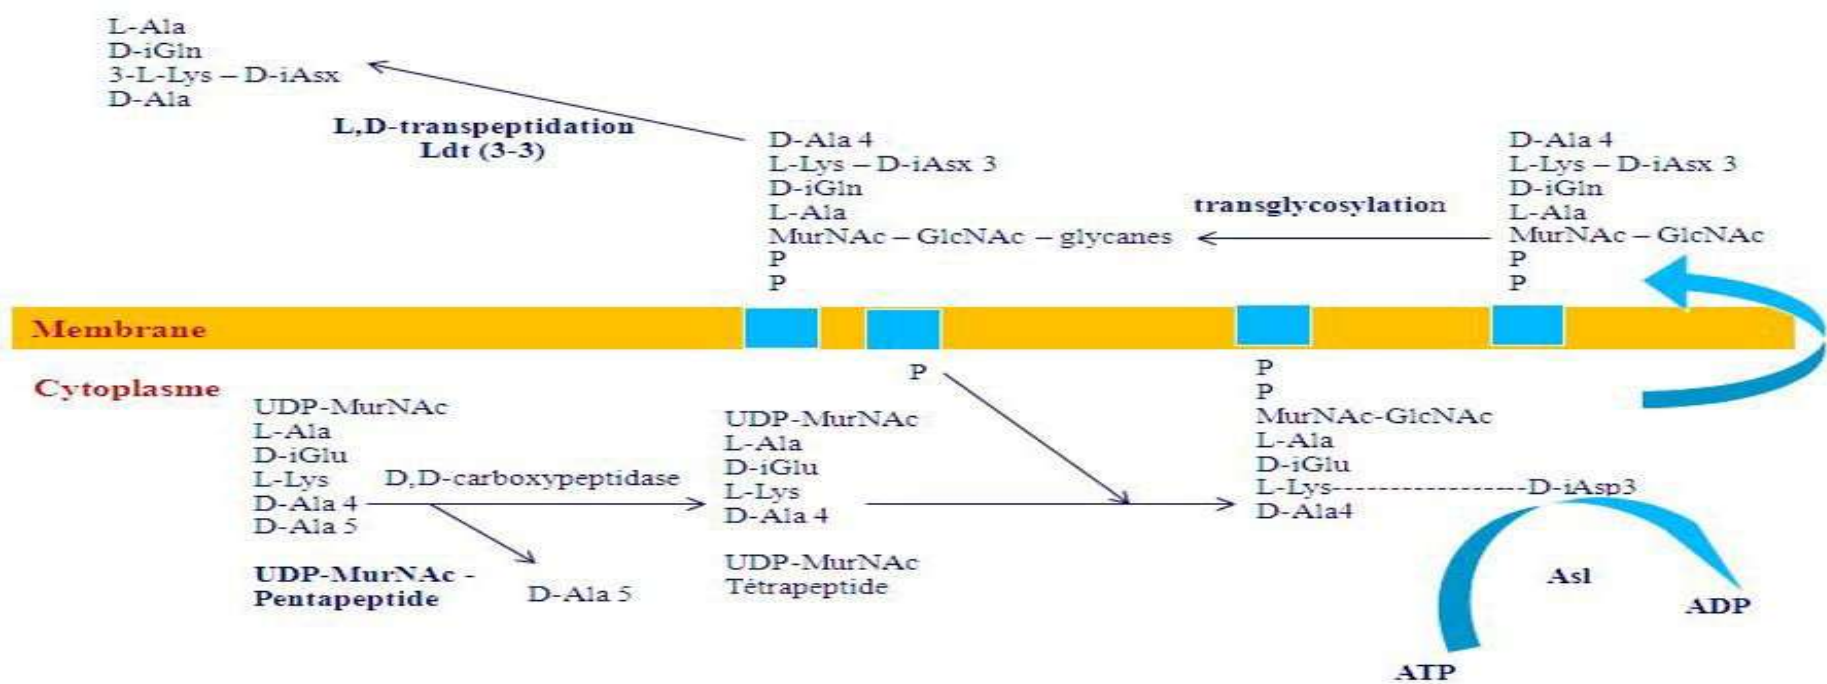 L-Ala
D-iGln
3-L-Lys – D-iAsx
D-Ala
L,D-transpeptidation
Ldt (3-3)
D-Ala 4
L-Lys – D-iAsx 3
D-iGln
L-Ala
MurNAc – GlcNAc – glycanes
P
P
transglycosylation
D-Ala 4
L-Lys – D-iAsx 3
D-iGln
L-Ala
MurNAc – GlcNAc
P
P
Membrane
Cytoplasme
UDP-MurNAc
L-Ala
D-iGlu
L-Lys
D-Ala 4
D-Ala 5
UDP-MurNAc -
Pentapeptide
D,D-carboxypeptidase
D-Ala 5
P
UDP-MurNAc
L-Ala
D-iGlu
L-Lys
D-Ala 4
UDP-MurNAc
Tétrapeptide
P
P
MurNAc-GlcNAc
L-Ala
D-iGlu
L-Lys-----------------D-iAsp3
D-Ala4
Asl
ADP
ATP